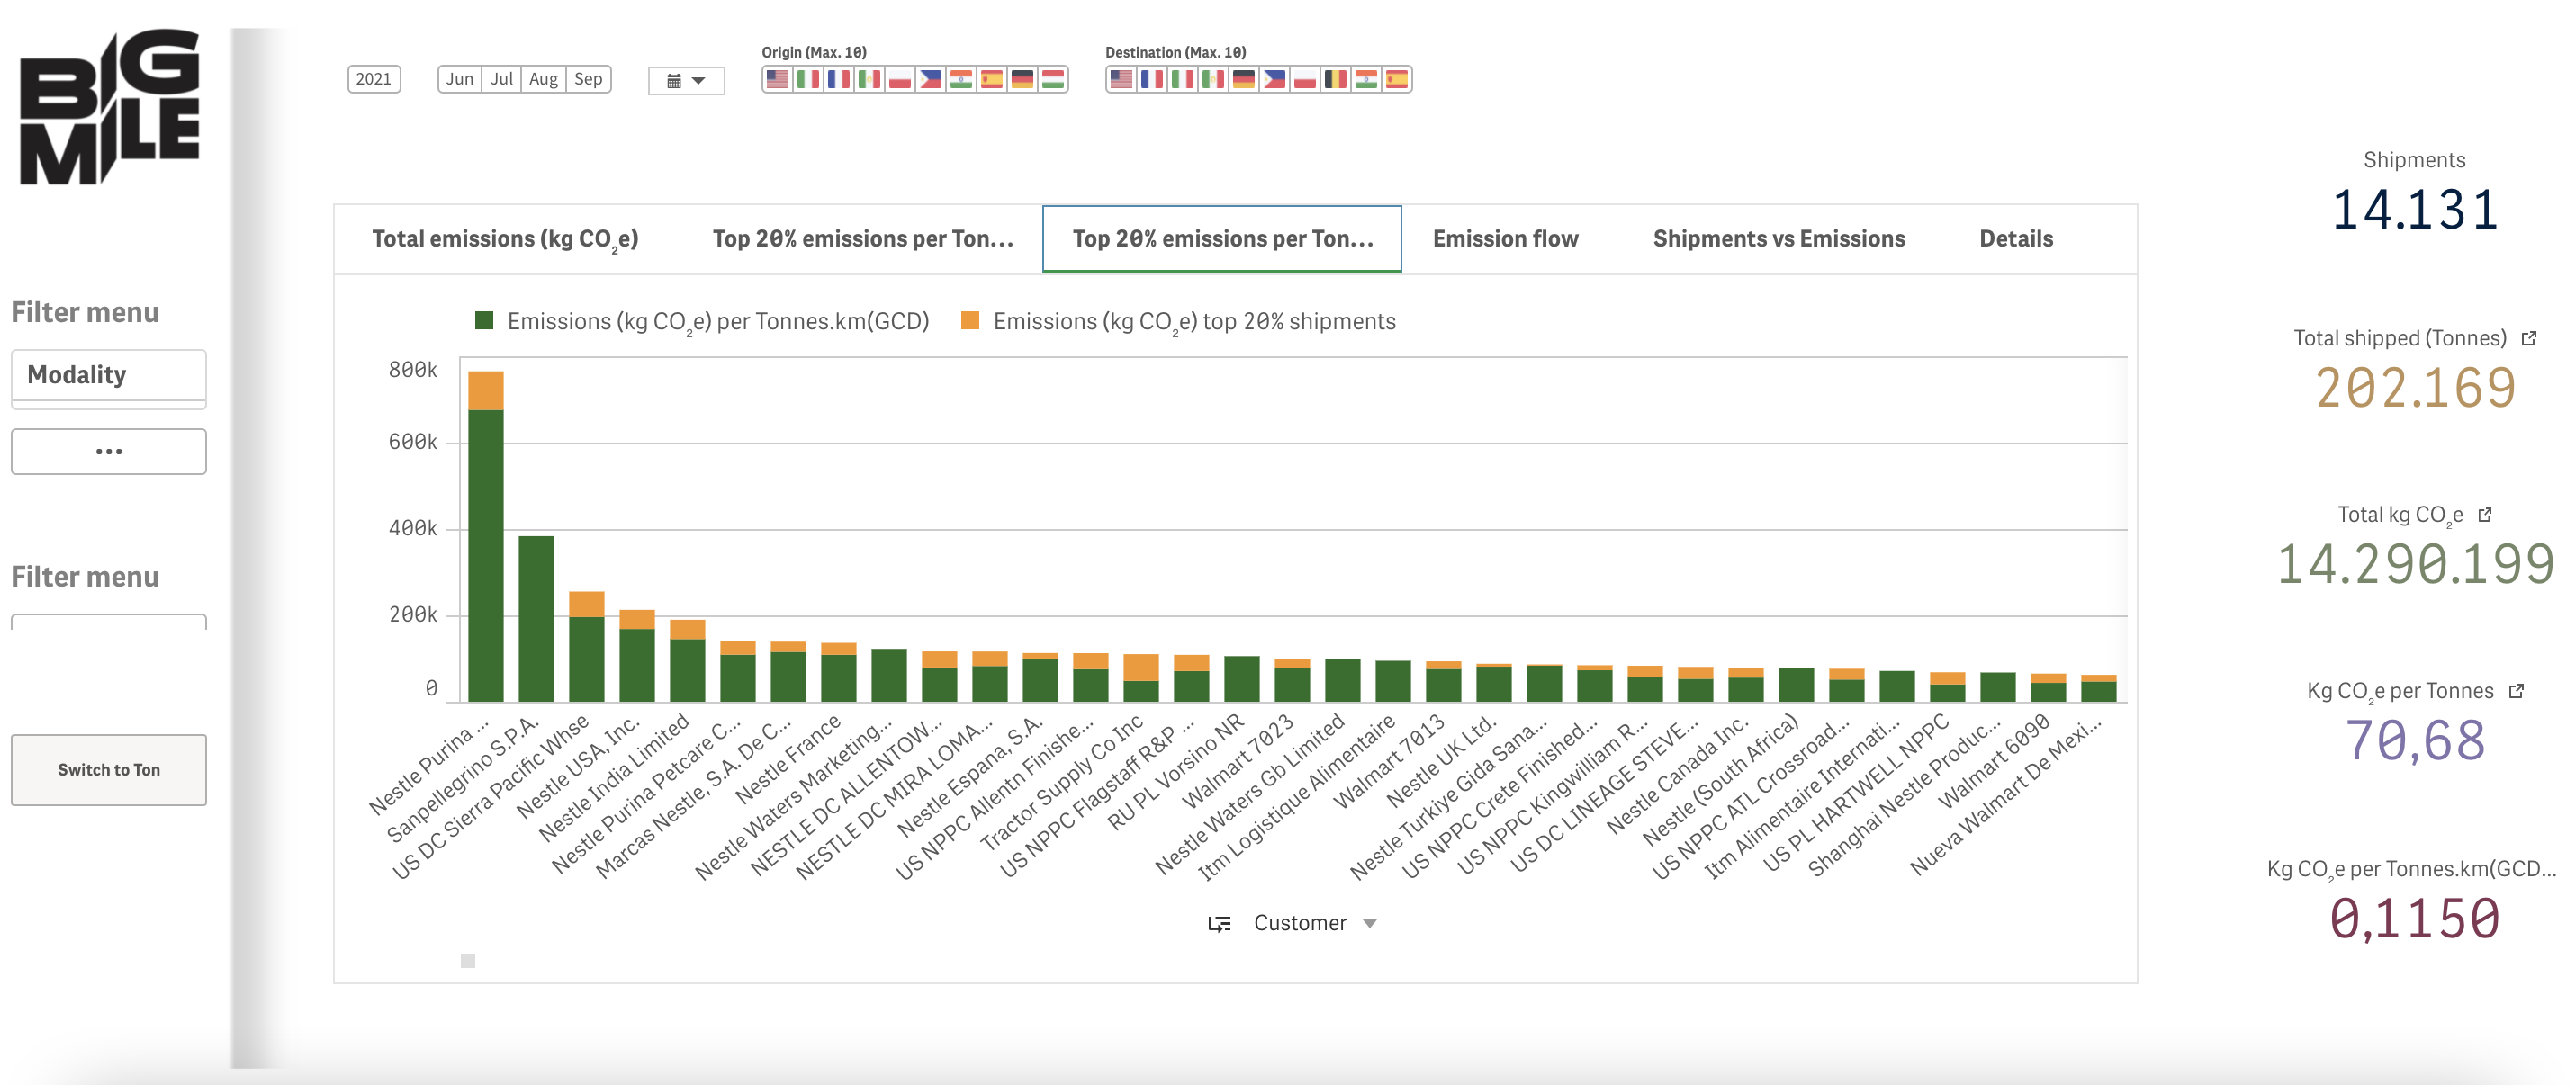 BIG
MILE
2021
Jun Jul Aug Sep
Origin (Max. 10)
Destination (Max. 10)
Filter menu
Modality
...
Filter menu
Switch to Ton
Total emissions (kg CO2e)
Top 20% emissions per Ton...
Top 20% emissions per Ton...
Emission flow
Shipments vs Emissions
Details
Emissions (kg CO2e) per Tonnes.km(GCD)
Emissions (kg CO2e) top 20% shipments
800k
600k
400k
200k
0
Nestle Purina ...
Sanpellegrino S.P.A.
US DC Sierra Pacific Whse
Nestle USA, Inc.
Nestle India Limited
Nestle Purina Petcare C...
Marcas Nestle, S.A. De C...
Nestle France
Nestle Waters Marketing...
NESTLE DC ALLENTOW...
NESTLE DC MIRA LOMA...
Nestle Espana, S.A.
US NPPC Allentn Finishe...
Tractor Supply Co Inc
US NPPC Flagstaff R&P ...
RU PL Vorsino NR
Walmart 7023
Nestle Waters Gb Limited
Itm Logistique Alimentaire
Walmart 7013
Nestle UK Ltd.
Nestle Turkiye Gida Sana...
US NPPC Crete Finished...
US NPPC Kingwilliam R...
US DC LINEAGE STEVE...
Nestle Canada Inc.
Nestle (South Africa)
US NPPC ATL Crossroad...
Itm Alimentaire Internati...
US PL HARTWELL NPPC
Shanghai Nestle Produc...
Walmart 6090
Nueva Walmart De Mexi...
Customer
Shipments
14.131
Total shipped (Tonnes)
202.169
Total kg CO2e
14.290.199
Kg CO2e per Tonnes
70,68
Kg CO2e per Tonnes.km(GCD...
0,1150